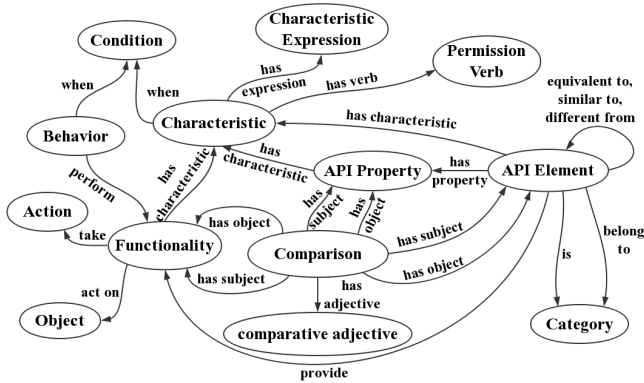 Characteristic
Expression
Condition
Permission
Verb
equivalent to,
similar to,
different from
has
expression
has verb
when
when
Characteristic
has characteristic
Behavior
has
characteristic
has
characteristic
API Property
has
property
API Element
perform
Action
has
subject
has
object
take
Functionality
has object
Comparison
has subject
has object
has subject
is
belong
to
act on
has
adjective
Object
comparative adjective
Category
provide